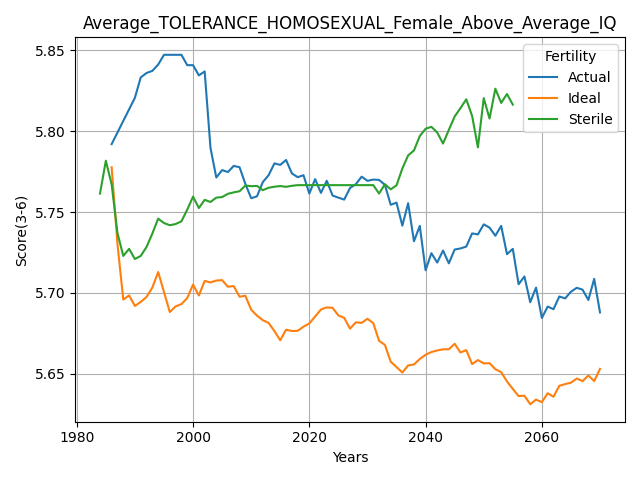 Average_TOLERANCE_HOMOSEXUAL_Female_Above_Average_IQ
Fertility
Actual
Ideal
Sterile
Score(3-6)
5.85
5.80
5.75
5.70
5.65
1980
2000
2020
2040
2060
Years